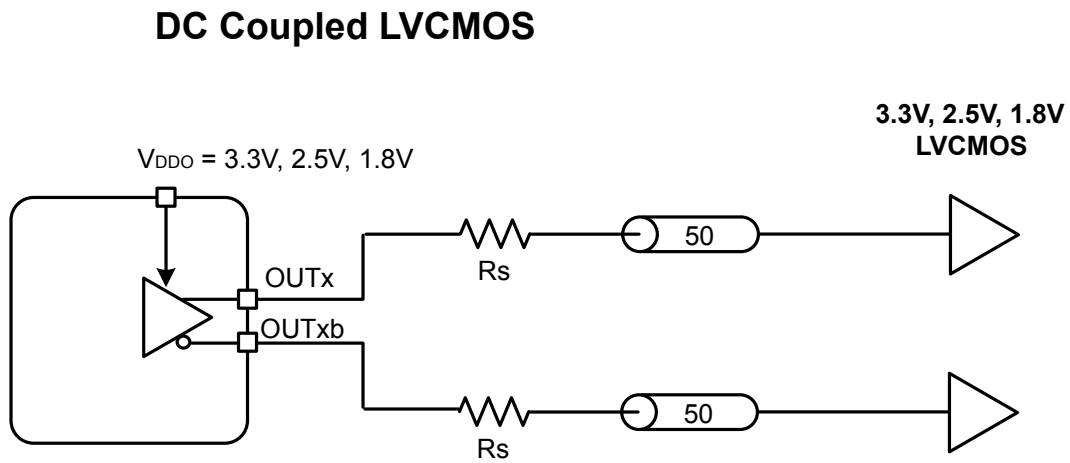 DC Coupled LVCMOS
3.3V, 2.5V, 1.8V
LVCMOS
VDDO = 3.3V, 2.5V, 1.8V
50
Rs
OUTx
OUTxb
50
Rs